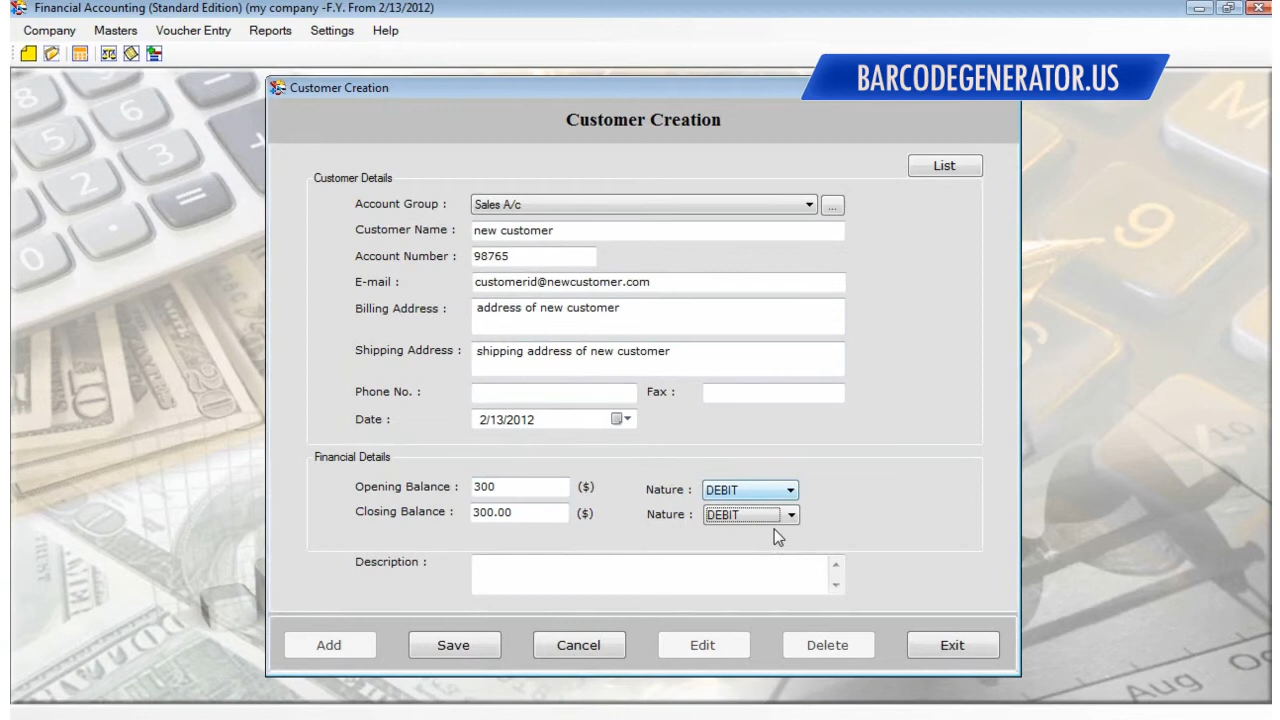 Financial Accounting (Standard Edition) (my company -F.Y. From 2/13/2012)
Company Masters Voucher Entry Reports Settings Help
BARCODEGENERATOR.US
Customer Creation
Customer Creation
List
Customer Details
Account Group : Sales A/c ...
Customer Name : new customer
Account Number : 98765
E-mail : customerid@newcustomer.com
Billing Address : address of new customer
Shipping Address : shipping address of new customer
Phone No. : Fax :
Date : 2/13/2012
Financial Details
Opening Balance : 300 ($) Nature : DEBIT
Closing Balance : 300.00 ($) Nature : DEBIT
Description :
Add Save Cancel Edit Delete Exit